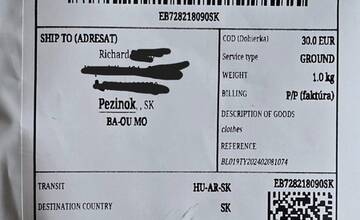 EB728218090SK
SHIP TO (ADRESAT)
Richard
Pezinok, , SK
BA-OU MO
COD (Dobierka) 30.0 EUR
Service type GROUND
WEIGHT 1.0 kg
BILLING P/P (faktúra)
DESCRIPTION OF GOODS
clothes
REFERENCE
BL019TY202402081074
TRANSIT HU-AR-SK
DESTINATION COUNTRY SK
EB728218090SK